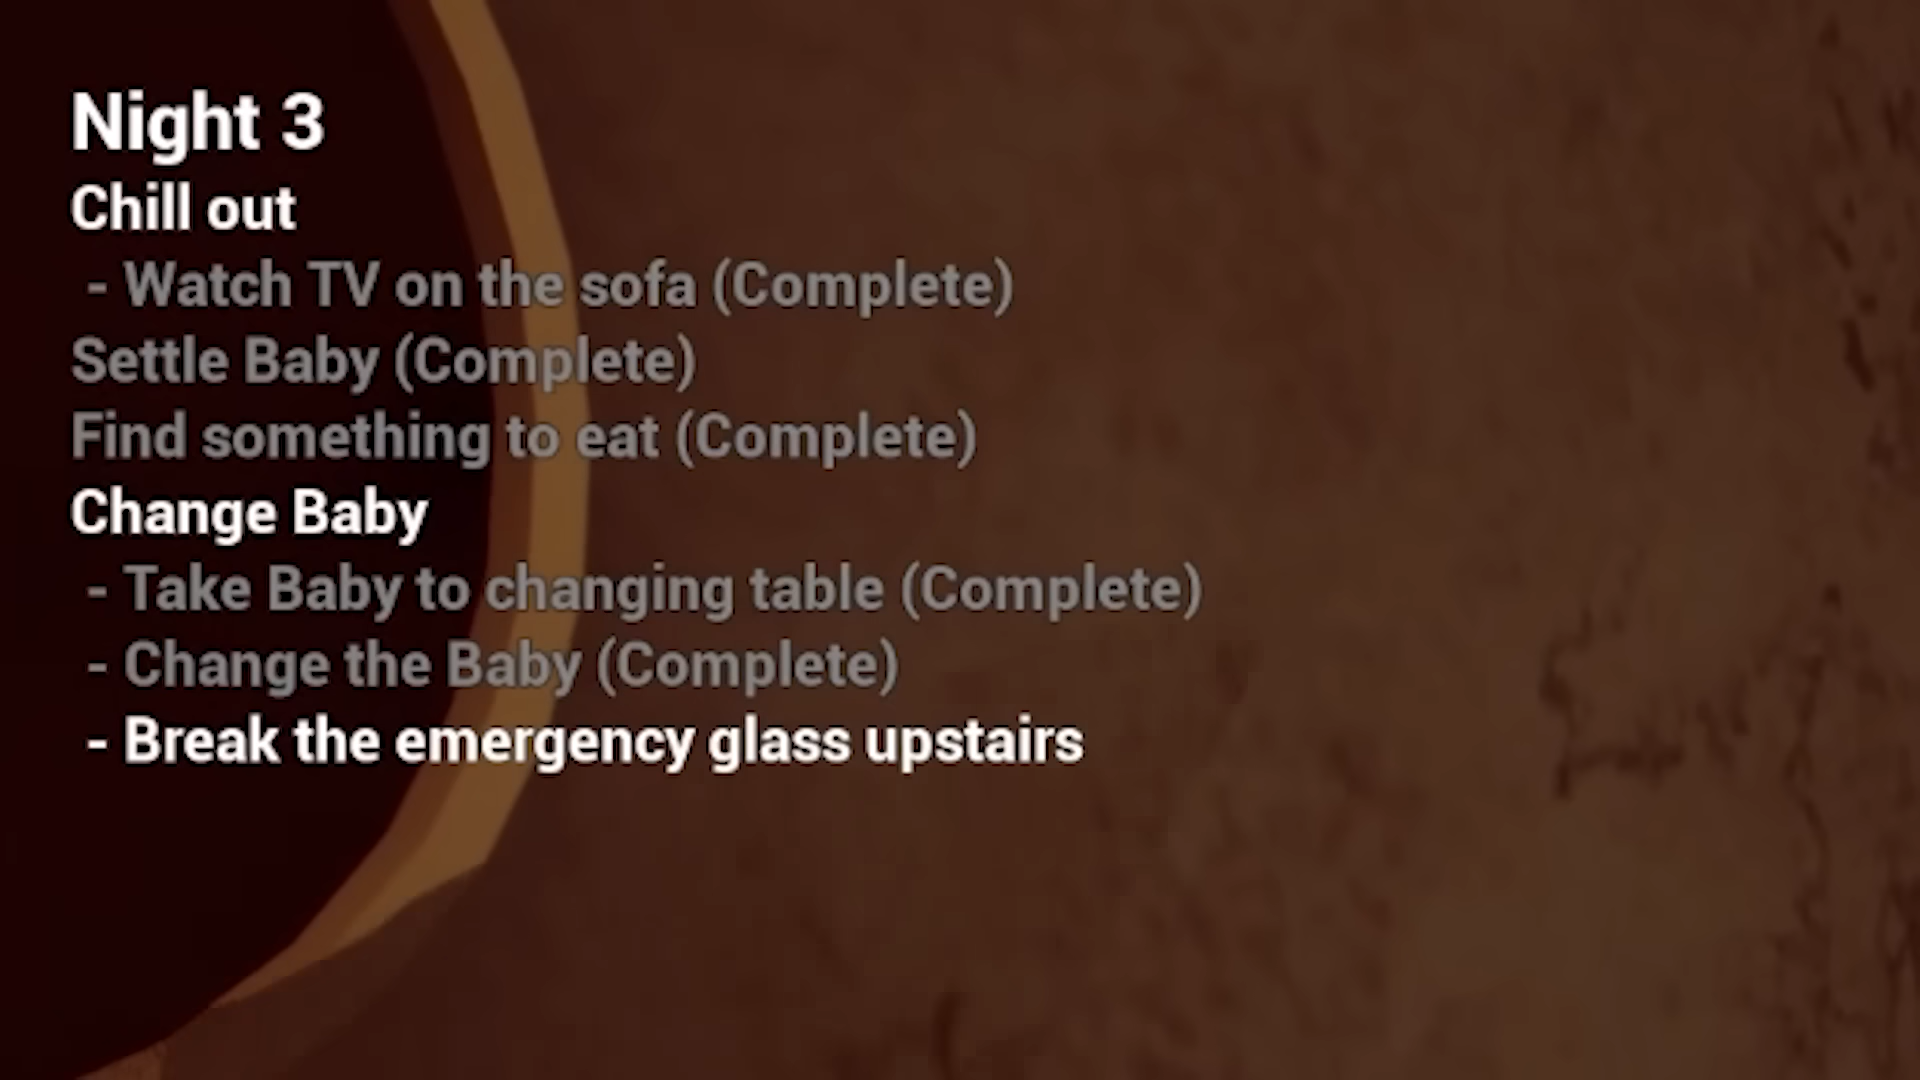 Night 3
Chill out
- Watch TV on the sofa (Complete)
Settle Baby (Complete)
Find something to eat (Complete)
Change Baby
- Take Baby to changing table (Complete)
- Change the Baby (Complete)
- Break the emergency glass upstairs